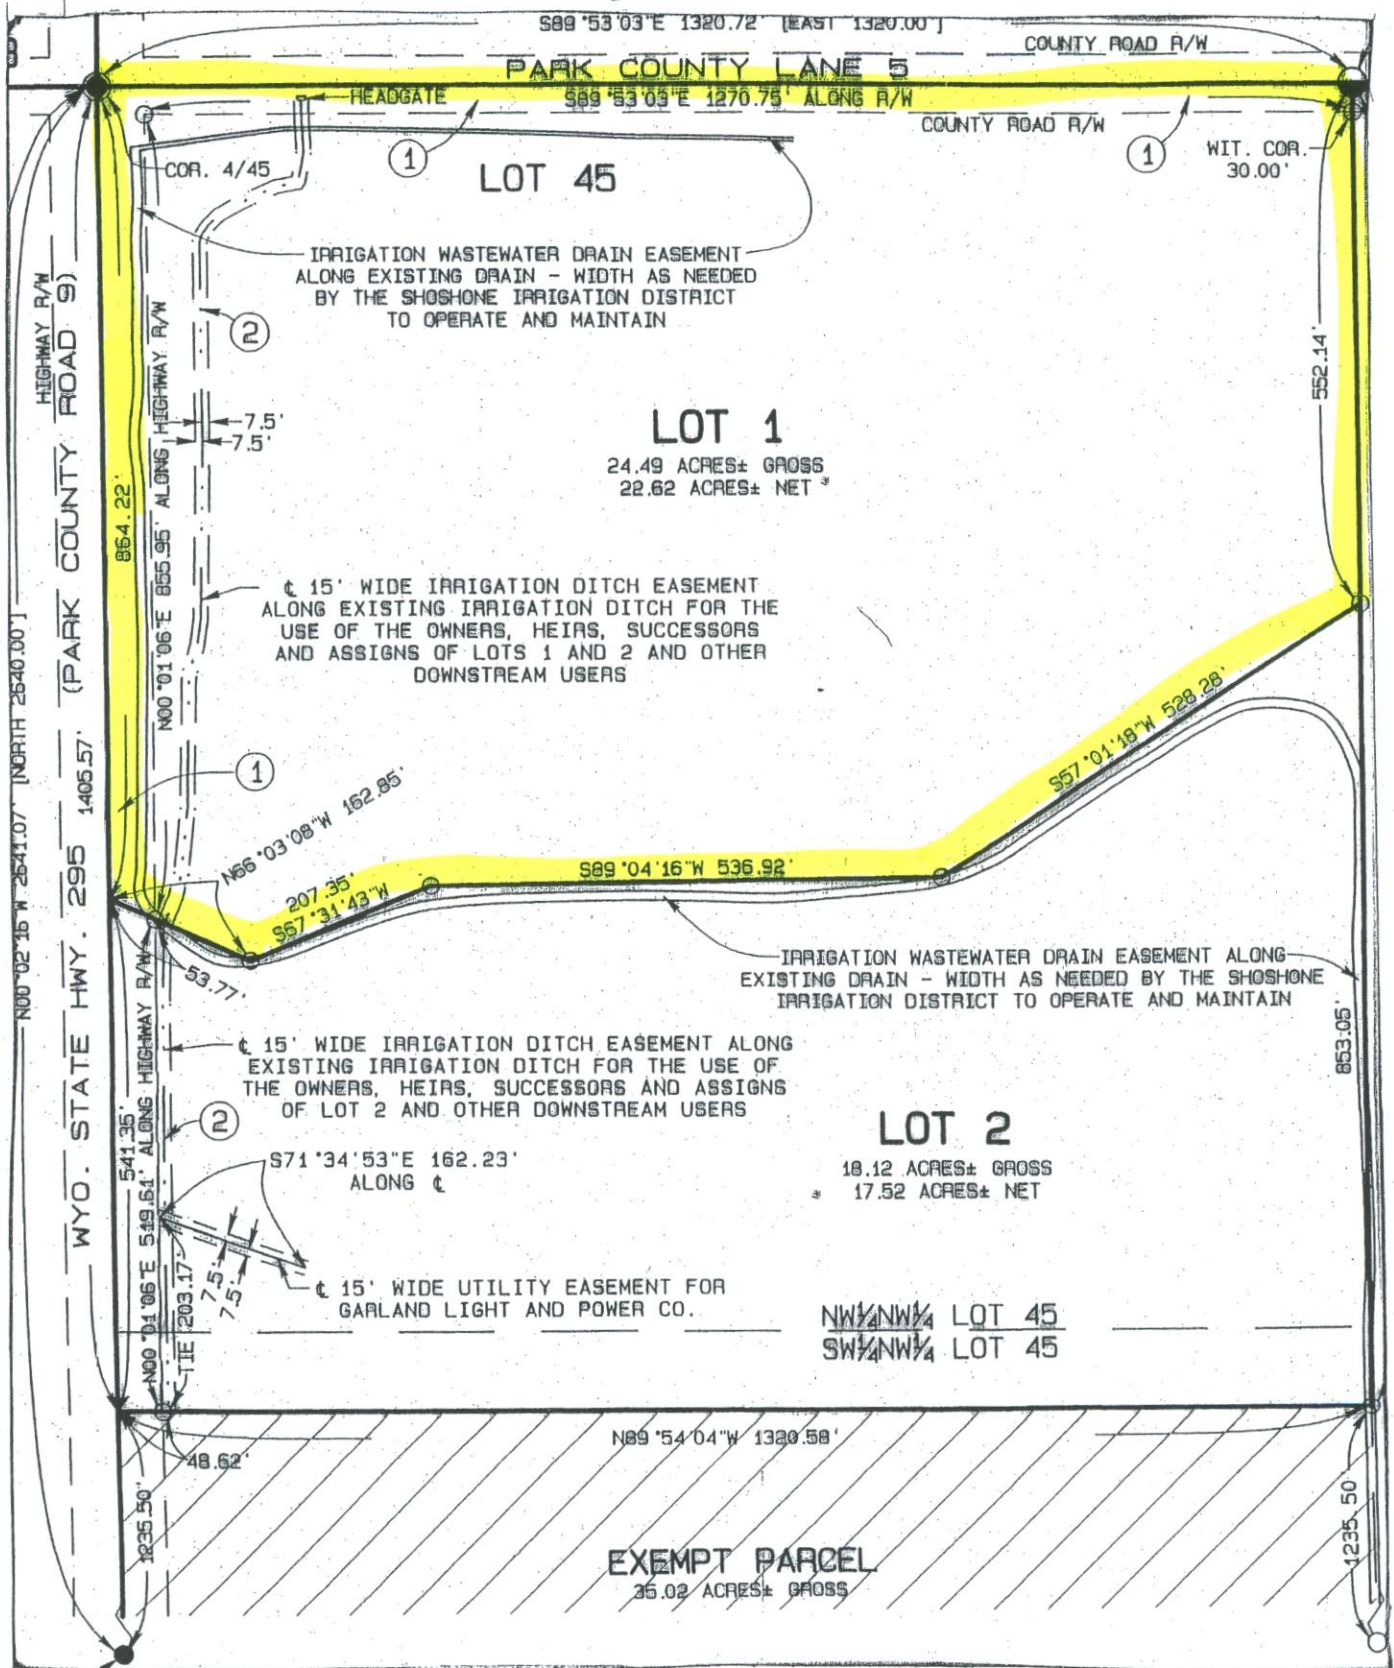 S89°53'03"E 1320.72' [EAST 1320.00']
COUNTY ROAD R/W
PARK COUNTY LANE 5
HEADGATE
S89°53'03"E 1270.75' ALONG R/W
COUNTY ROAD R/W
1
1
WIT. COR.
30.00'
COR. 4/45
LOT 45
IRRIGATION WASTEWATER DRAIN EASEMENT
ALONG EXISTING DRAIN - WIDTH AS NEEDED
BY THE SHOSHONE IRRIGATION DISTRICT
TO OPERATE AND MAINTAIN
HIGHWAY R/W
2
552.14'
7.5'
7.5'
LOT 1
24.49 ACRES± GROSS
22.62 ACRES± NET
864.22'
N00°01'06"E 855.95' ALONG HIGHWAY R/W
℄ 15' WIDE IRRIGATION DITCH EASEMENT
ALONG EXISTING IRRIGATION DITCH FOR THE
USE OF THE OWNERS, HEIRS, SUCCESSORS
AND ASSIGNS OF LOTS 1 AND 2 AND OTHER
DOWNSTREAM USERS
N00°02'16"W 2641.07' [NORTH 2640.00']
WYO. STATE HWY. 295 (PARK COUNTY ROAD 9)
1405.57'
1
N66°03'08"W 162.85'
S57°01'18"W 528.28'
207.35'
S67°31'43"W
S89°04'16"W 536.92'
53.77'
IRRIGATION WASTEWATER DRAIN EASEMENT ALONG
EXISTING DRAIN - WIDTH AS NEEDED BY THE SHOSHONE
IRRIGATION DISTRICT TO OPERATE AND MAINTAIN
853.05'
℄ 15' WIDE IRRIGATION DITCH EASEMENT ALONG
EXISTING IRRIGATION DITCH FOR THE USE OF
THE OWNERS, HEIRS, SUCCESSORS AND ASSIGNS
OF LOT 2 AND OTHER DOWNSTREAM USERS
2
541.35'
N00°01'06"E 519.61' ALONG HIGHWAY R/W
LOT 2
18.12 ACRES± GROSS
17.52 ACRES± NET
S71°34'53"E 162.23'
ALONG ℄
TIE 203.17'
7.5'
7.5'
℄ 15' WIDE UTILITY EASEMENT FOR
GARLAND LIGHT AND POWER CO.
NW¼NW¼ LOT 45
SW¼NW¼ LOT 45
N89°54'04"W 1320.58'
48.62'
1235.50'
1235.50'
EXEMPT PARCEL
35.02 ACRES± GROSS